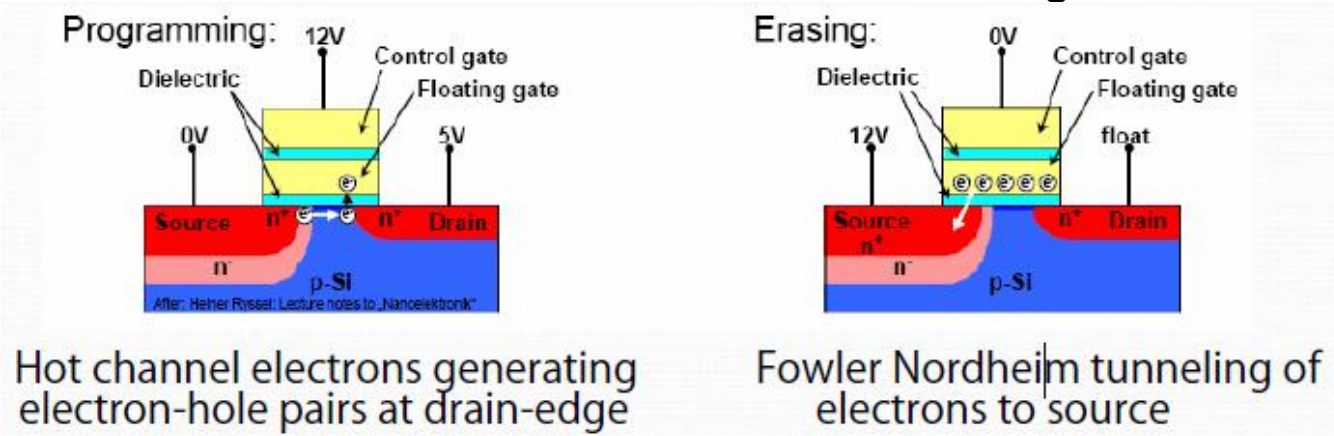 Programming:
12V
Control gate
Dielectric
Floating gate
0V
5V
e⁻
Source n⁺ e⁻ e⁻ n⁺ Drain
n⁻
p-Si
After: Heiner Ryssel: Lecture notes to „Nanoelektronik“
Hot channel electrons generating
electron-hole pairs at drain-edge
Erasing:
0V
Control gate
Dielectric
Floating gate
12V
float
e⁻ e⁻ e⁻ e⁻ e⁻
Source n⁺ Drain
n⁺
n⁻
p-Si
Fowler Nordheim tunneling of
electrons to source